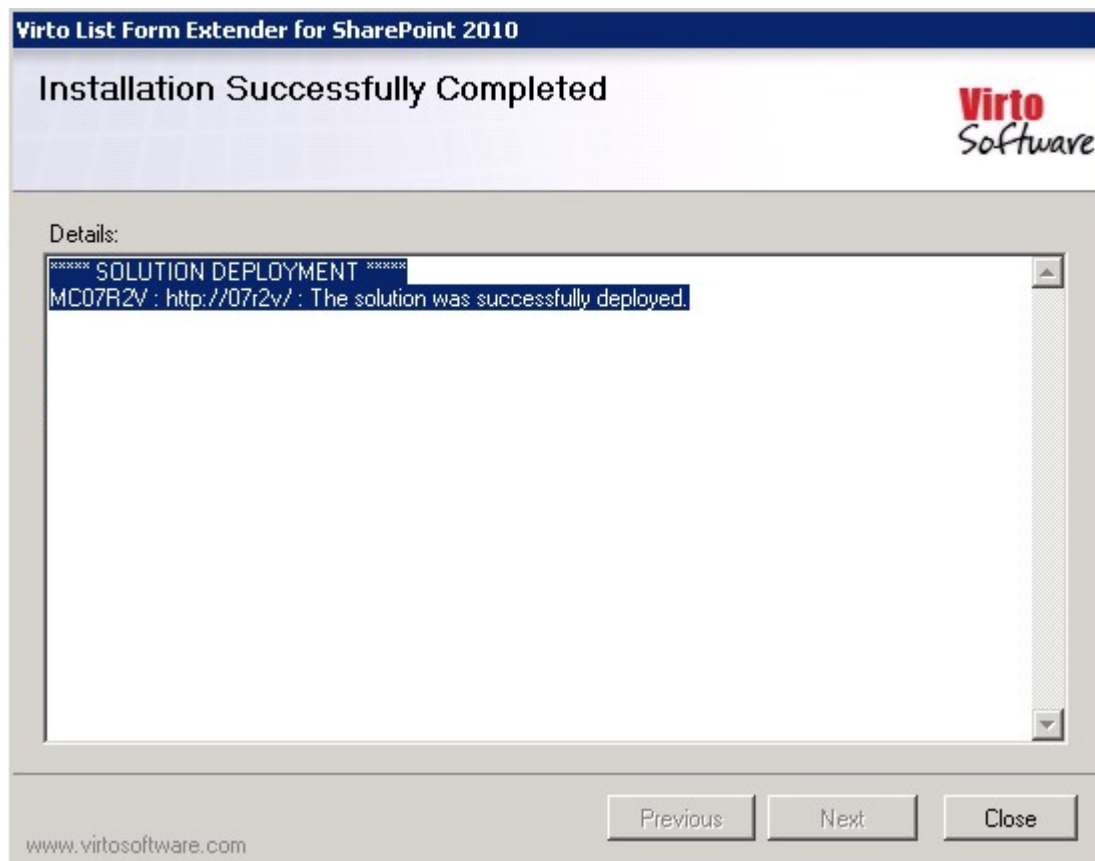 Virto List Form Extender for SharePoint 2010
Installation Successfully Completed
Virto
Software
Details:
***** SOLUTION DEPLOYMENT *****
MC07R2V : http://07r2v/ : The solution was successfully deployed.
Previous
Next
Close
www.virtosoftware.com